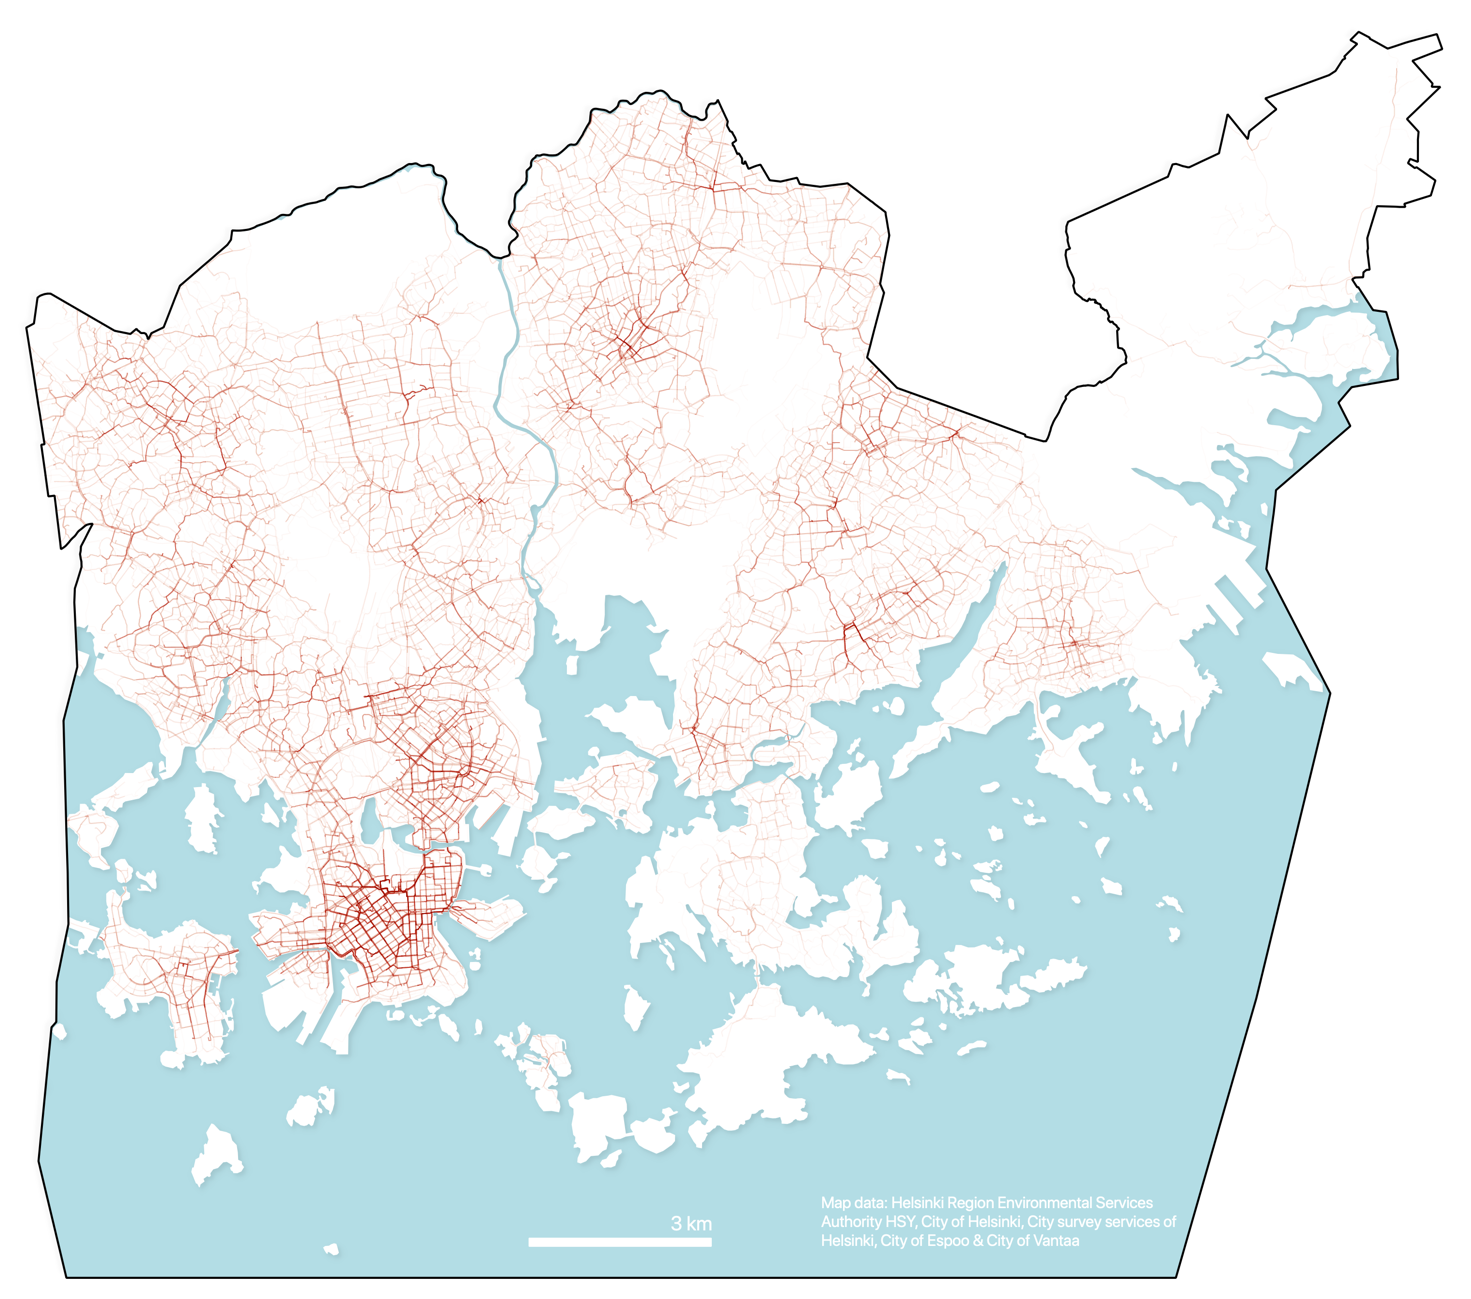 3 km
Map data: Helsinki Region Environmental Services
Authority HSY, City of Helsinki, City survey services of
Helsinki, City of Espoo & City of Vantaa